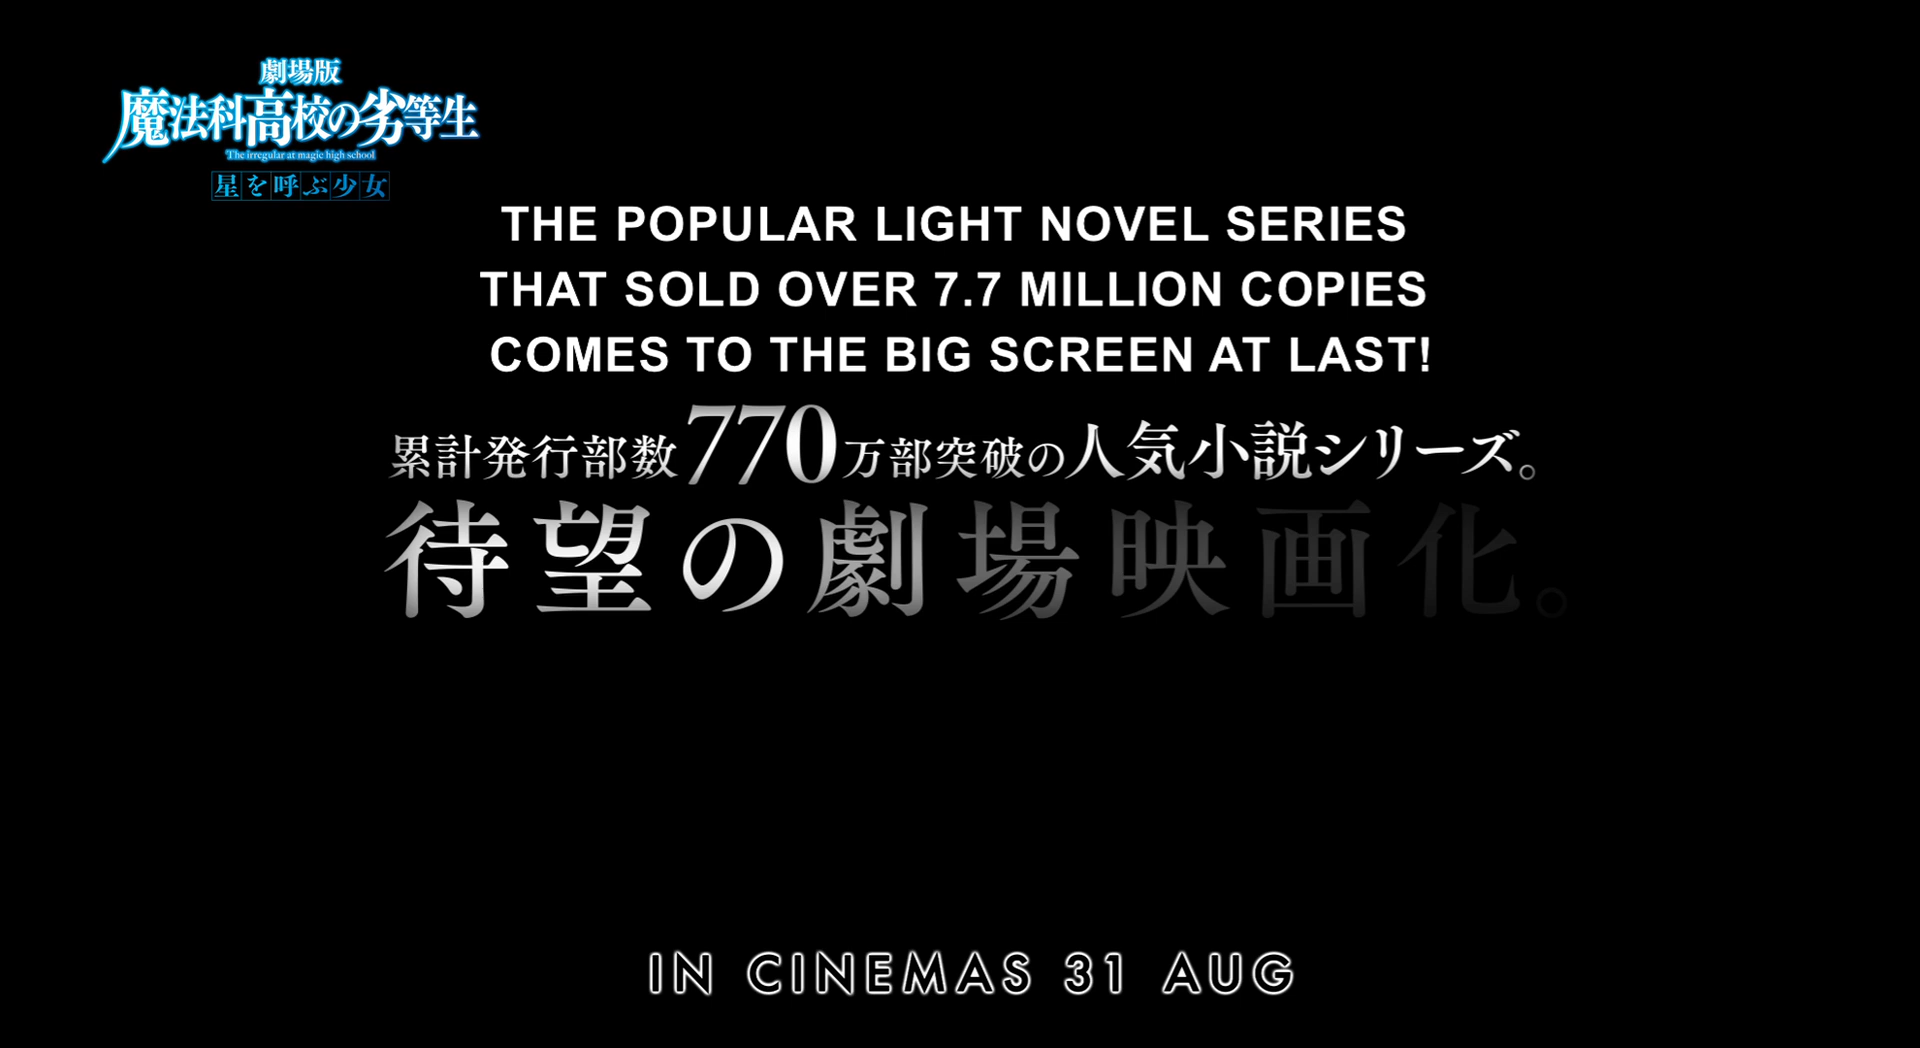 劇場版
魔法科高校の劣等生
The irregular at magic high school
星を呼ぶ少女
THE POPULAR LIGHT NOVEL SERIES
THAT SOLD OVER 7.7 MILLION COPIES
COMES TO THE BIG SCREEN AT LAST!
累計発行部数770万部突破の人気小説シリーズ。
待望の劇場映画化。
IN CINEMAS 31 AUG